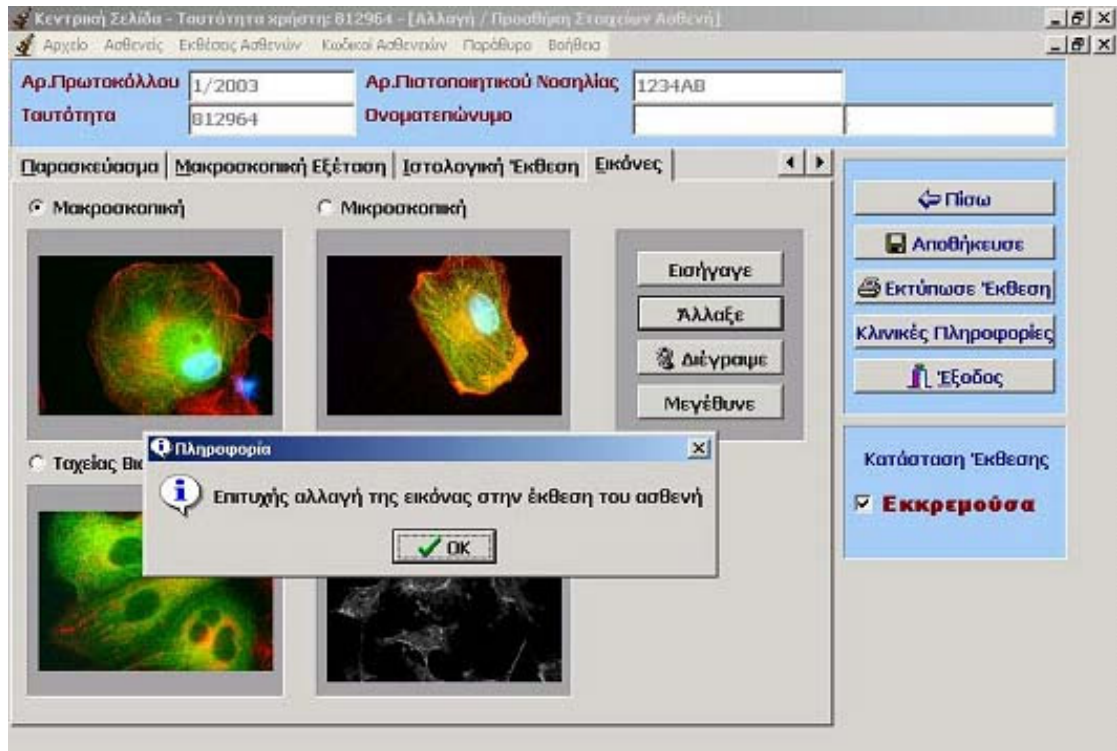 Κεντρική Σελίδα - Ταυτότητα χρήστη: 812964 - [Αλλαγή / Προσθήκη Στοιχείων Ασθενή]
Αρχείο Ασθενείς Εκθέσεις Ασθενών Κωδικοί Ασθενειών Παράθυρο Βοήθεια
Αρ.Πρωτοκόλλου 1/2003 Αρ.Πιστοποιητικού Νοσηλίας 1234AB
Ταυτότητα 812964 Ονοματεπώνυμο
Παρασκεύασμα Μακροσκοπική Εξέταση Ιστολογική Έκθεση Εικόνες
Μακροσκοπική Μικροσκοπική
Εισήγαγε
Άλλαξε
Διέγραψε
Μεγέθυνε
Πίσω
Αποθήκευσε
Εκτύπωσε Έκθεση
Κλινικές Πληροφορίες
Έξοδος
Ταχείας
Πληροφορία
Επιτυχής αλλαγή της εικόνας στην έκθεση του ασθενή
OK
Κατάσταση Έκθεσης
Εκκρεμούσα